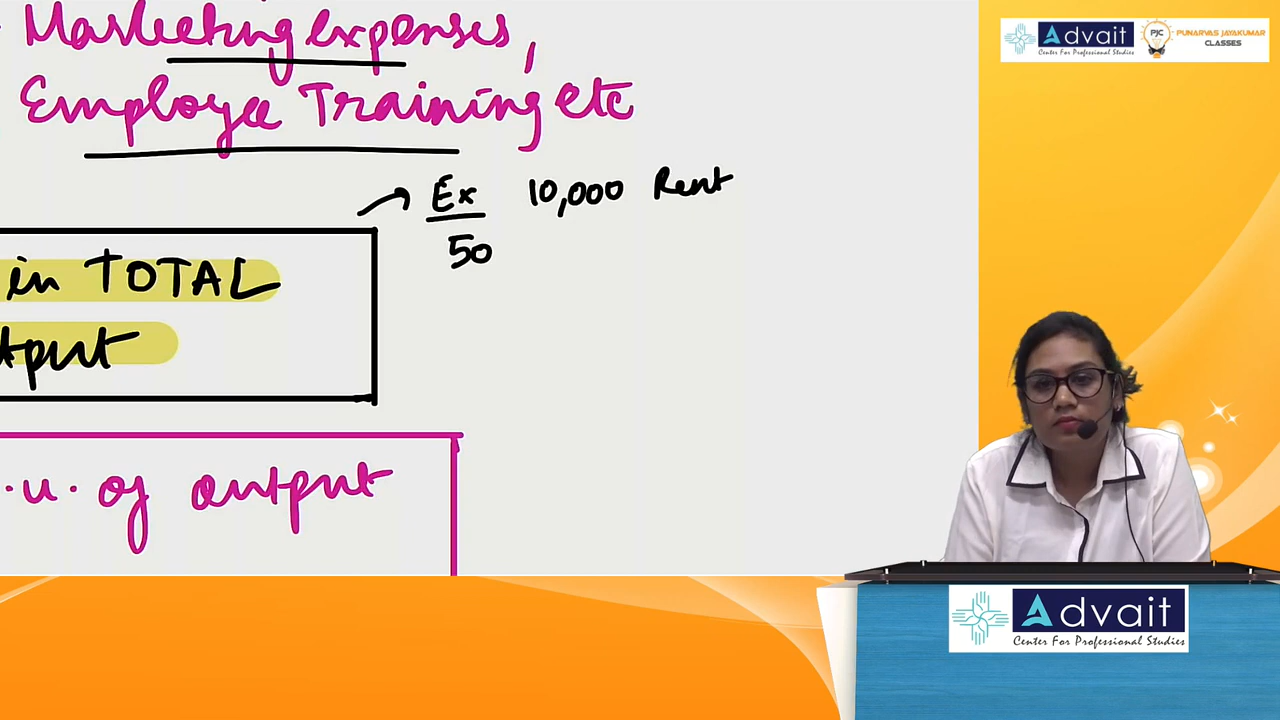 Marketing expenses,
Employee Training etc
Ex 10,000 Rent
50
in TOTAL
.u. of output
Advait
Center For Professional Studies
PJC
PUNARVAS JAYAKUMAR
CLASSES
Advait
Center For Professional Studies